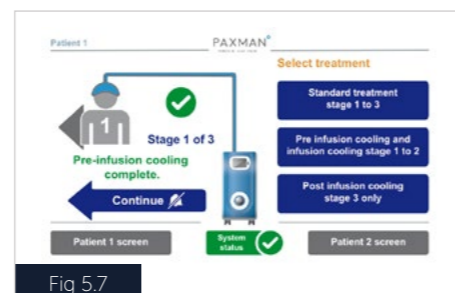 Patient 1
PAXMAN
Select treatment
1
Stage 1 of 3
Pre-infusion cooling
complete.
Continue
Standard treatment
stage 1 to 3
Pre infusion cooling and
infusion cooling stage 1 to 2
Post infusion cooling
stage 3 only
Patient 1 screen
System
status
Patient 2 screen
Fig 5.7